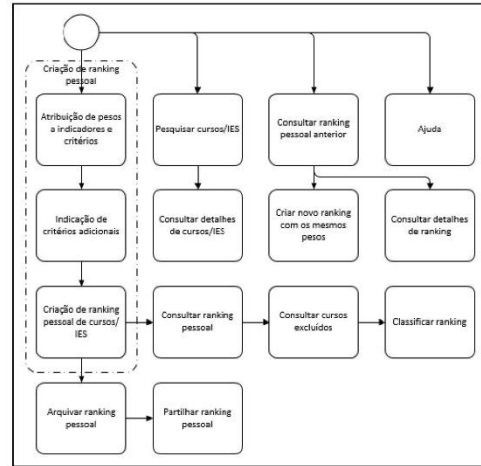 Criação de ranking
pessoal
Atribuição de pesos
a indicadores e
critérios
Pesquisar cursos/IES
Consultar ranking
pessoal anterior
Ajuda
Indicação de
critérios adicionais
Consultar detalhes
de cursos/IES
Criar novo ranking
com os mesmos
pesos
Consultar detalhes
de ranking
Criação de ranking
pessoal de cursos/
IES
Consultar ranking
pessoal
Consultar cursos
excluídos
Classificar ranking
Arquivar ranking
pessoal
Partilhar ranking
pessoal